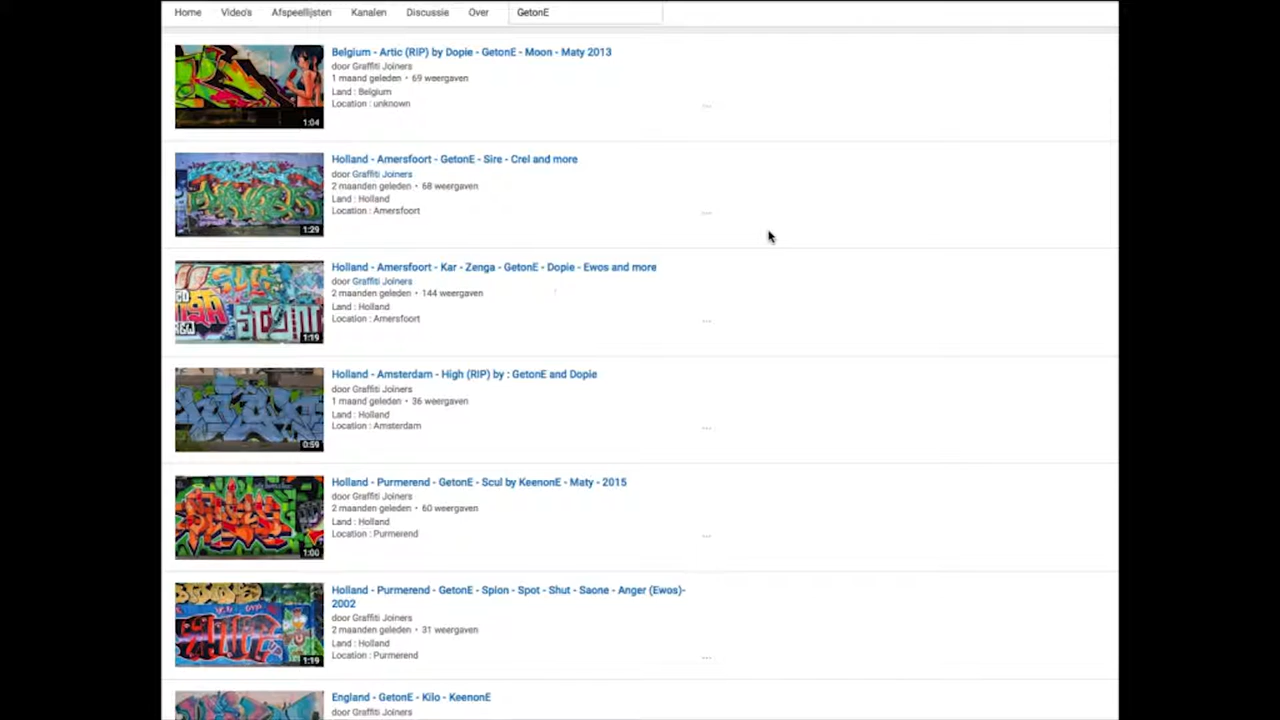 Home Video's Afspeellijsten Kanalen Discussie Over GetonE
Belgium - Artic (RIP) by Dopie - GetonE - Moon - Maty 2013
door Graffiti Joiners
1 maand geleden • 69 weergaven
Land : Belgium
Location : unknown
1:04
Holland - Amersfoort - GetonE - Sire - Crel and more
door Graffiti Joiners
2 maanden geleden • 68 weergaven
Land : Holland
Location : Amersfoort
1:29
Holland - Amersfoort - Kar - Zenga - GetonE - Dopie - Ewos and more
door Graffiti Joiners
2 maanden geleden • 144 weergaven
Land : Holland
Location : Amersfoort
1:19
Holland - Amsterdam - High (RIP) by : GetonE and Dopie
door Graffiti Joiners
1 maand geleden • 36 weergaven
Land : Holland
Location : Amsterdam
0:59
Holland - Purmerend - GetonE - Scul by KeenonE - Maty - 2015
door Graffiti Joiners
2 maanden geleden • 60 weergaven
Land : Holland
Location : Purmerend
1:00
Holland - Purmerend - GetonE - Spion - Spot - Shut - Saone - Anger (Ewos)-
2002
door Graffiti Joiners
2 maanden geleden • 31 weergaven
Land : Holland
Location : Purmerend
1:19
England - GetonE - Kilo - KeenonE
door Graffiti Joiners